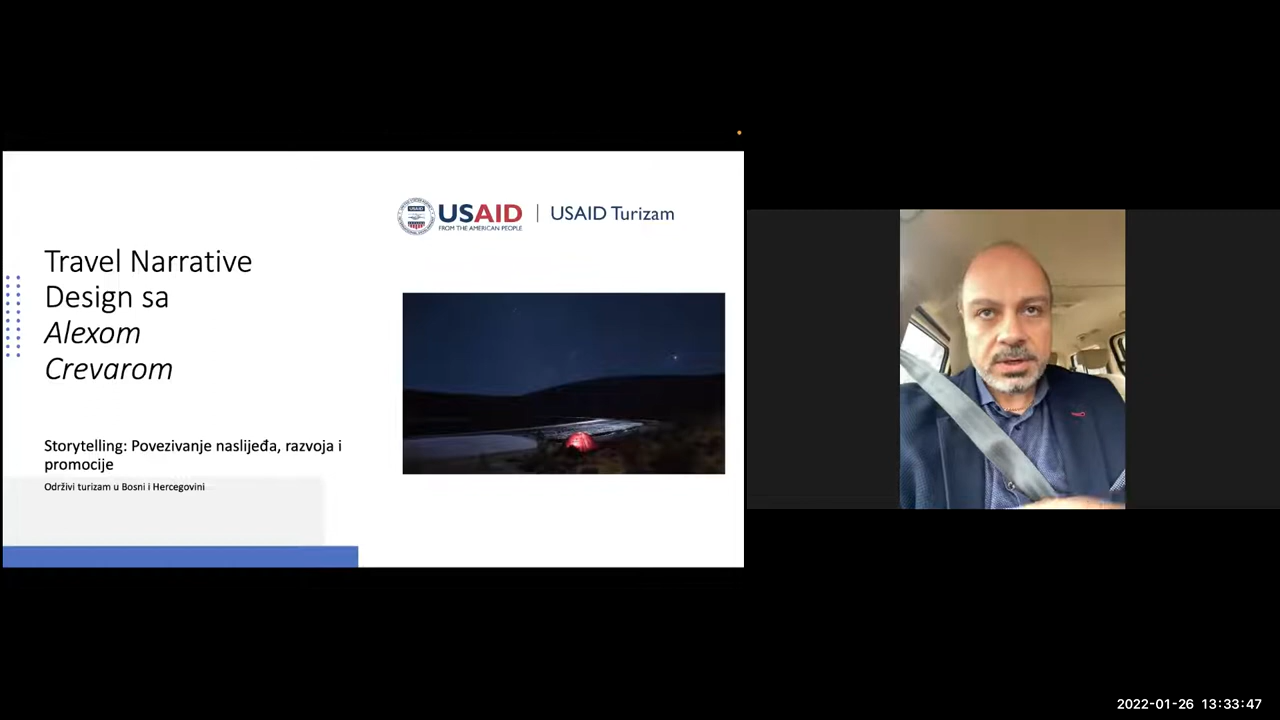 USAID
FROM THE AMERICAN PEOPLE
USAID Turizam
Travel Narrative
Design sa
Alexom
Crevarom
Storytelling: Povezivanje naslijeđa, razvoja i
promocije
Održivi turizam u Bosni i Hercegovini
2022-01-26 13:33:47